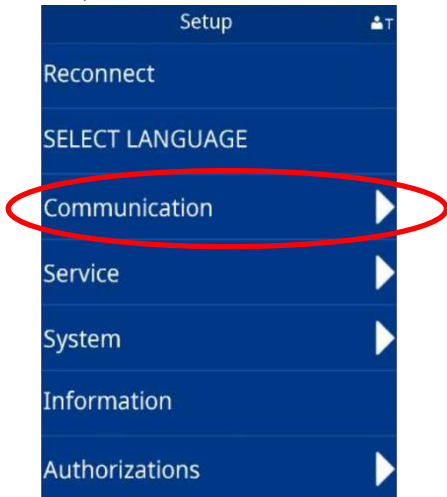 Setup
T
Reconnect
SELECT LANGUAGE
Communication
Service
System
Information
Authorizations